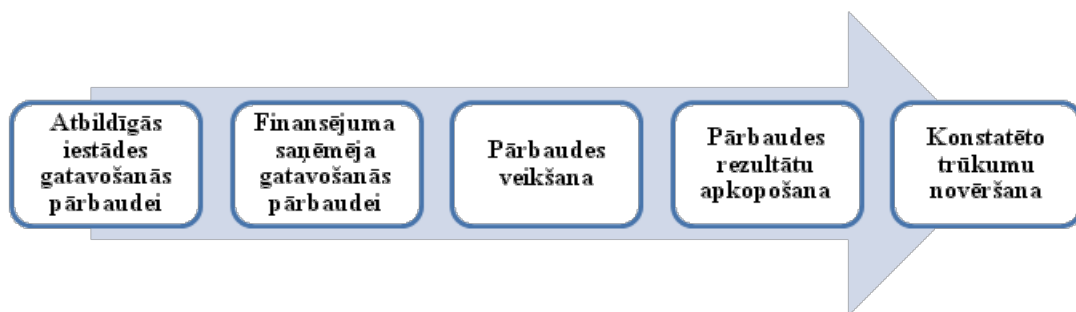 Atbildīgās
iestādes
gatavošanās
pārbaudei
Finansējuma
saņēmēja
gatavošanās
pārbaudei
Pārbaudes
veikšana
Pārbaudes
rezultātu
apkopošana
Konstatēto
trūkumu
novēršana